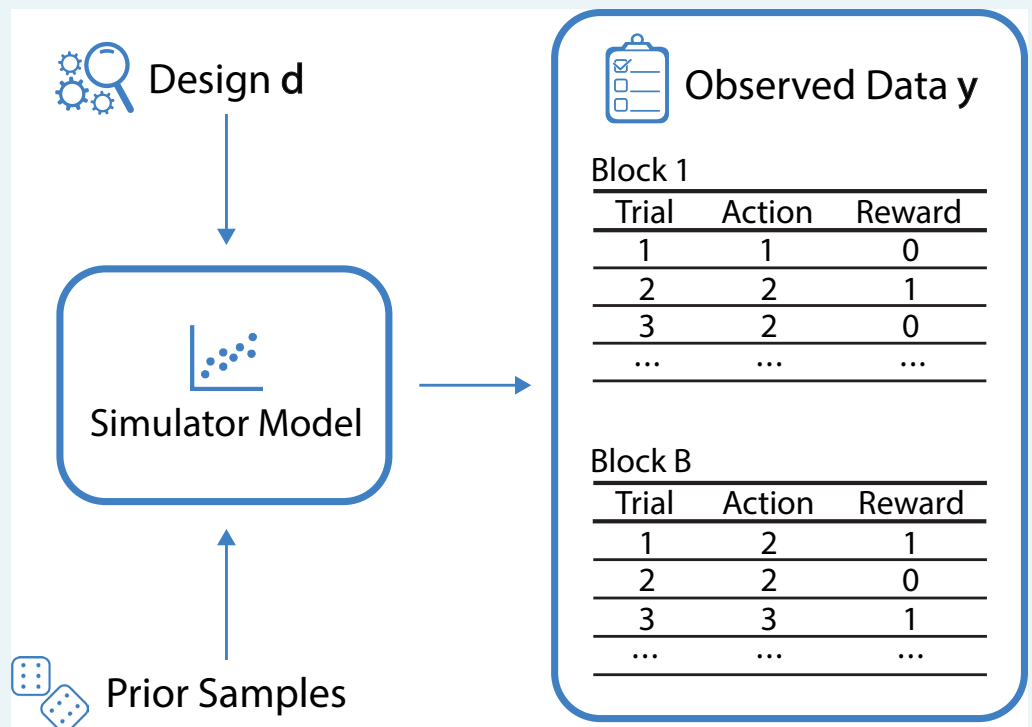 Design d
Simulator Model
Prior Samples
Observed Data y
Block 1
Trial Action Reward
1 1 0
2 2 1
3 2 0
... ... ...
Block B
Trial Action Reward
1 2 1
2 2 0
3 3 1
... ... ...